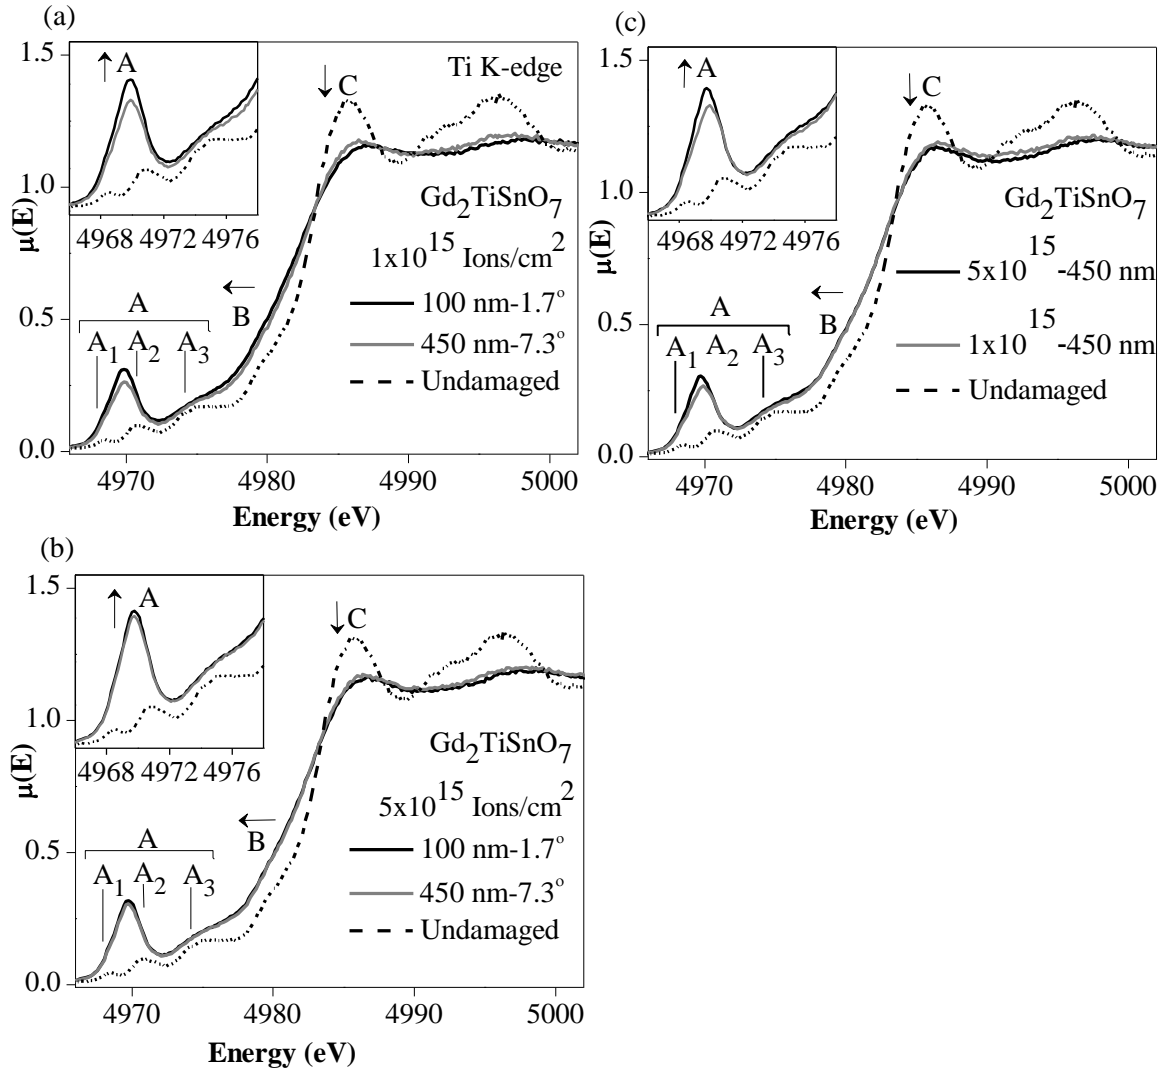 (a)
1.5
A
Ti K-edge
C
4968 4972 4976
1.0
μ(E)
Gd2TiSnO7
1x10^15 Ions/cm^2
100 nm-1.7°
450 nm-7.3°
Undamaged
B
0.5
A
A1 A2 A3
0.0
4970 4980 4990 5000
Energy (eV)
(c)
1.5
A
C
4968 4972 4976
1.0
μ(E)
Gd2TiSnO7
5x10^15-450 nm
1x10^15-450 nm
Undamaged
B
0.5
A
A1 A2 A3
0.0
4970 4980 4990 5000
Energy (eV)
(b)
1.5
A
C
4968 4972 4976
1.0
μ(E)
Gd2TiSnO7
5x10^15 Ions/cm^2
100 nm-1.7°
450 nm-7.3°
Undamaged
B
0.5
A
A1 A2 A3
0.0
4970 4980 4990 5000
Energy (eV)